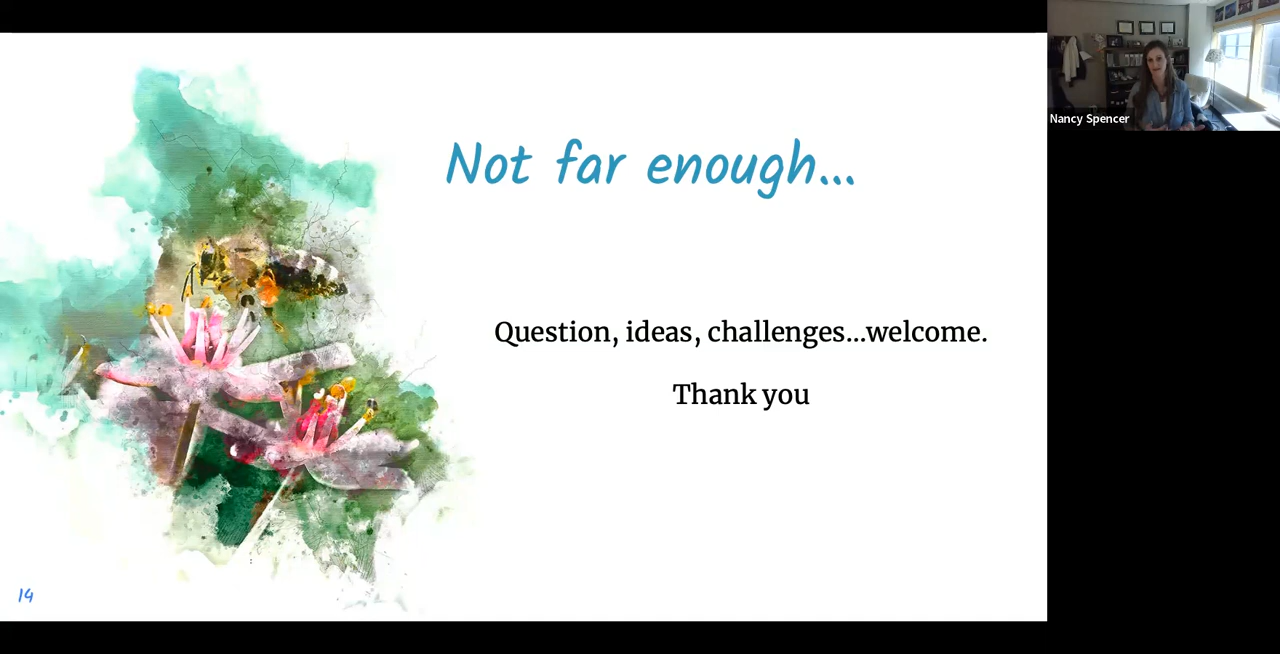 Not far enough...
Question, ideas, challenges...welcome.
Thank you
14
Nancy Spencer